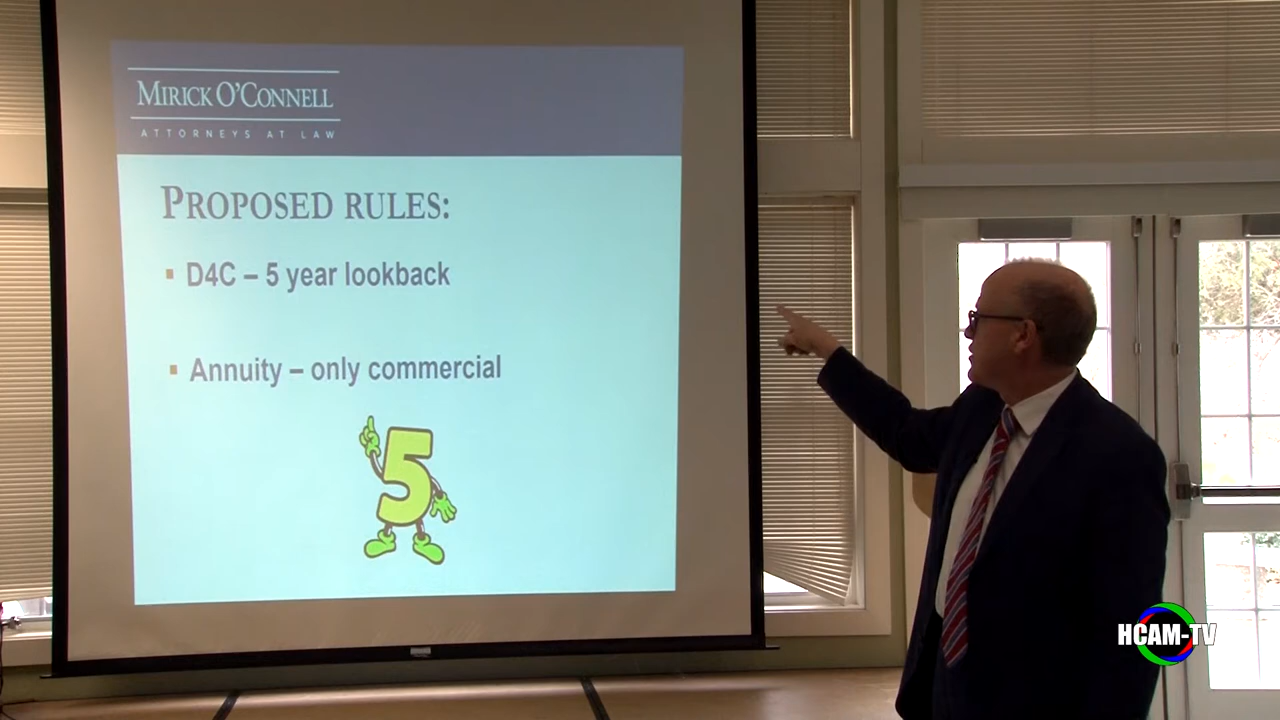 MIRICK O'CONNELL
ATTORNEYS AT LAW
PROPOSED RULES:
D4C – 5 year lookback
Annuity – only commercial
5
HCAM-TV